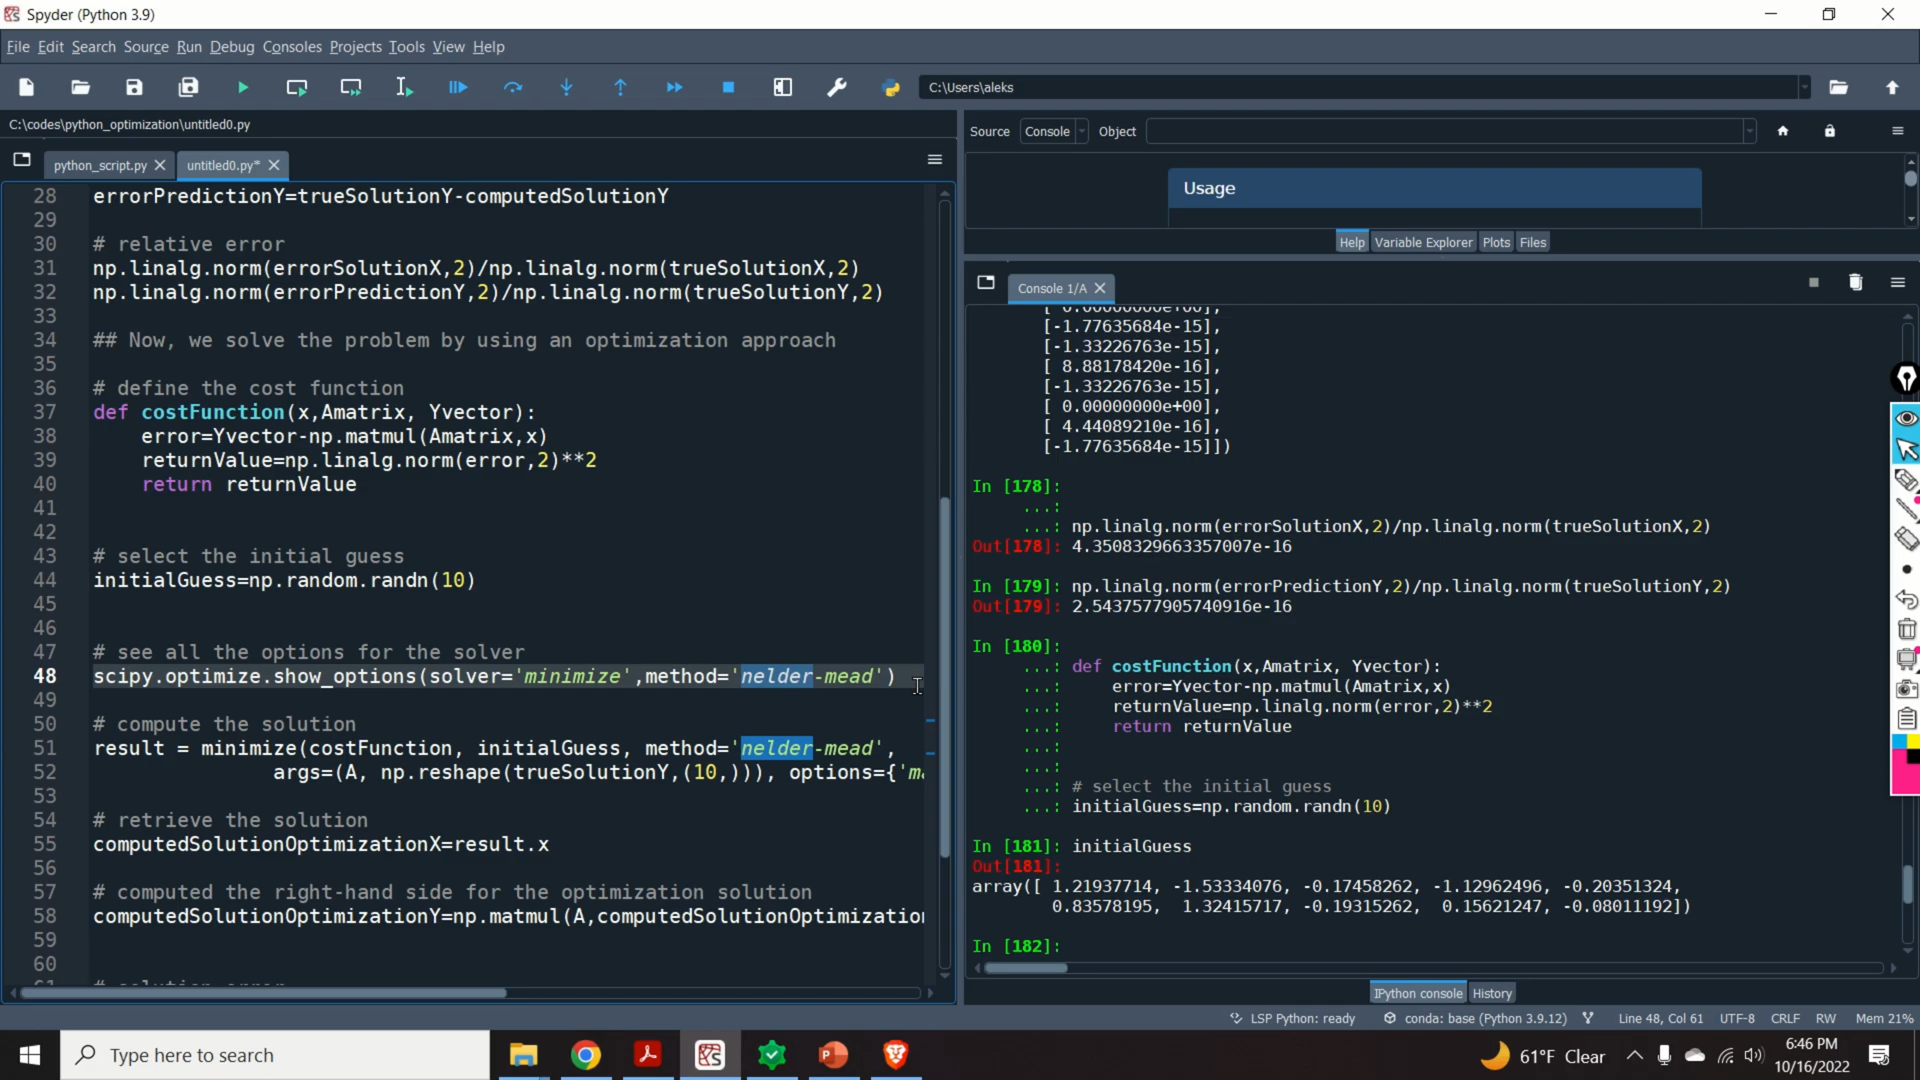 Spyder (Python 3.9)
File Edit Search Source Run Debug Consoles Projects Tools View Help
C:\Users\aleks
C:\codes\python_optimization\untitled0.py
python_script.py
untitled0.py*
28 errorPredictionY=trueSolutionY-computedSolutionY
29
30 # relative error
31 np.linalg.norm(errorSolutionX,2)/np.linalg.norm(trueSolutionX,2)
32 np.linalg.norm(errorPredictionY,2)/np.linalg.norm(trueSolutionY,2)
33
34 ## Now, we solve the problem by using an optimization approach
35
36 # define the cost function
37 def costFunction(x,Amatrix, Yvector):
38 error=Yvector-np.matmul(Amatrix,x)
39 returnValue=np.linalg.norm(error,2)**2
40 return returnValue
41
42
43 # select the initial guess
44 initialGuess=np.random.randn(10)
45
46
47 # see all the options for the solver
48 scipy.optimize.show_options(solver='minimize',method='nelder-mead')
49
50 # compute the solution
51 result = minimize(costFunction, initialGuess, method='nelder-mead',
52 args=(A, np.reshape(trueSolutionY,(10,))), options={'ma
53
54 # retrieve the solution
55 computedSolutionOptimizationX=result.x
56
57 # computed the right-hand side for the optimization solution
58 computedSolutionOptimizationY=np.matmul(A,computedSolutionOptimization
59
60
Source Console Object
Usage
Help Variable Explorer Plots Files
Console 1/A
[ 0.00000000e+00],
[-1.77635684e-15],
[-1.33226763e-15],
[ 8.88178420e-16],
[-1.33226763e-15],
[ 0.00000000e+00],
[ 4.44089210e-16],
[-1.77635684e-15]])
In [178]:
...:
...: np.linalg.norm(errorSolutionX,2)/np.linalg.norm(trueSolutionX,2)
Out[178]: 4.3508329663357007e-16
In [179]: np.linalg.norm(errorPredictionY,2)/np.linalg.norm(trueSolutionY,2)
Out[179]: 2.5437577905740916e-16
In [180]:
...: def costFunction(x,Amatrix, Yvector):
...: error=Yvector-np.matmul(Amatrix,x)
...: returnValue=np.linalg.norm(error,2)**2
...: return returnValue
...:
...:
...: # select the initial guess
...: initialGuess=np.random.randn(10)
In [181]: initialGuess
Out[181]:
array([ 1.21937714, -1.53334076, -0.17458262, -1.12962496, -0.20351324,
0.83578195, 1.32415717, -0.19315262, 0.15621247, -0.08011192])
In [182]:
IPython console History
LSP Python: ready conda: base (Python 3.9.12) Line 48, Col 61 UTF-8 CRLF RW Mem 21%
Type here to search
61°F Clear
6:46 PM
10/16/2022